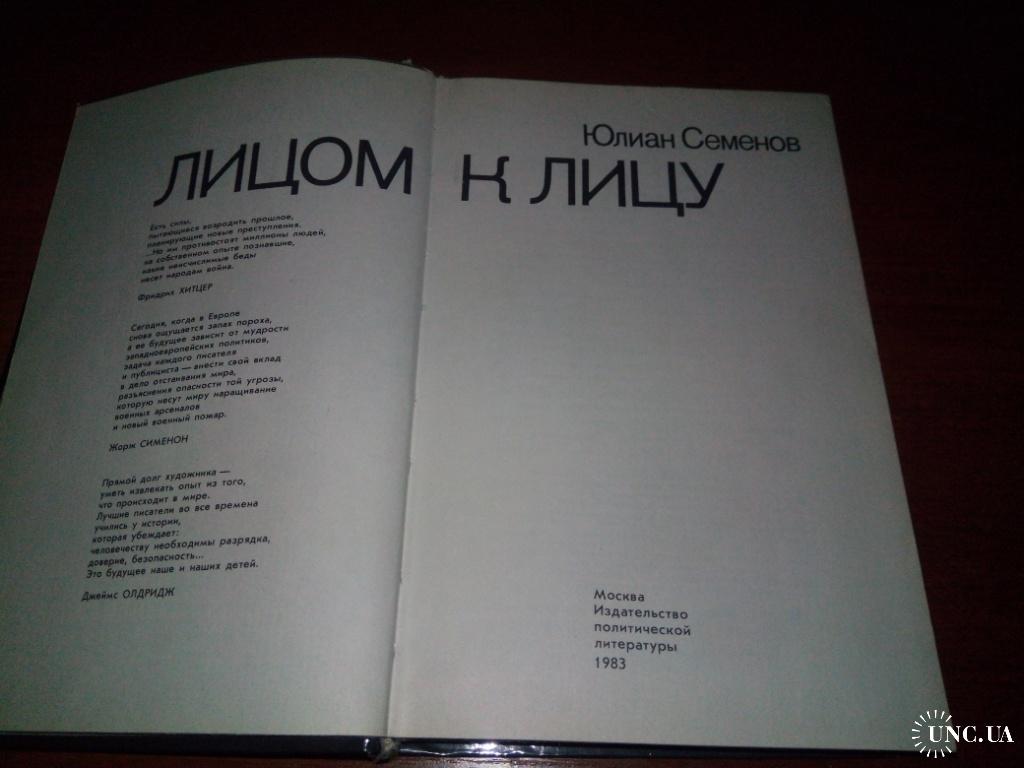 Юлиан Семенов
ЛИЦОМ К ЛИЦУ
Есть силы,
пытающиеся возродить прошлое,
планирующие новые преступления.
...Но им противостоят миллионы людей,
на собственном опыте познавшие,
какие неисчислимые беды
несет народам война.
Фридрих ХИТЦЕР
Сегодня, когда в Европе
снова ощущается запах пороха,
а ее будущее зависит от мудрости
западноевропейских политиков,
задача каждого писателя
и публициста — внести свой вклад
в дело отстаивания мира,
разъяснения опасности той угрозы,
которую несут миру наращивание
военных арсеналов
и новый военный пожар.
Жорж СИМЕНОН
Прямой долг художника —
уметь извлекать опыт из того,
что происходит в мире.
Лучшие писатели во все времена
учились у истории,
которая убеждает:
человечеству необходимы разрядка,
доверие, безопасность...
Это будущее наше и наших детей.
Джеймс ОЛДРИДЖ
Москва
Издательство
политической
литературы
1983
UNC.UA